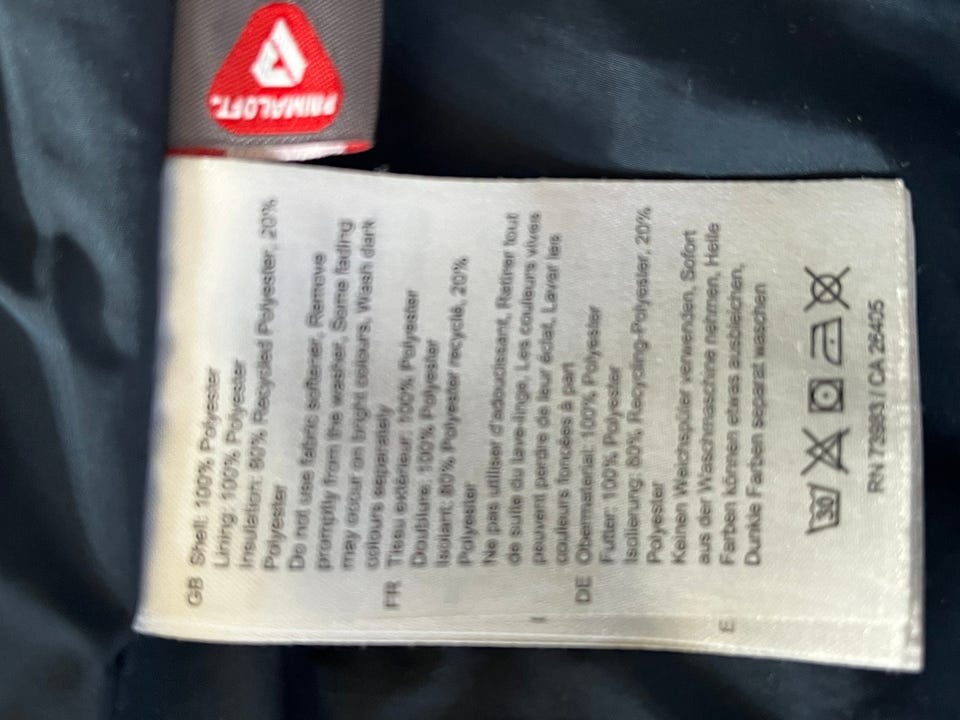 PRIMALOFT™
GB Shell: 100% Polyester
Lining: 100% Polyester
Insulation: 80% Recycled Polyester, 20%
Polyester
Do not use fabric softener, Remove
promptly from the washer, Some fading
may occur on bright colours, Wash dark
colours separately
FR Tissu extérieur: 100% Polyester
Doublure: 100% Polyester
Isolant: 80% Polyester recyclé, 20%
Polyester
Ne pas utiliser d'adoucissant, Retirer tout
de suite du lave-linge, Les couleurs vives
peuvent perdre de leur éclat, Laver les
couleurs foncées à part
DE Obermaterial: 100% Polyester
Futter: 100% Polyester
Isolierung: 80% Recycling-Polyester, 20%
Polyester
Keinen Weichspüler verwenden, Sofort
aus der Waschmaschine nehmen, Helle
Farben können etwas ausbleichen,
Dunkle Farben separat waschen
30
RN 73983 / CA 26405